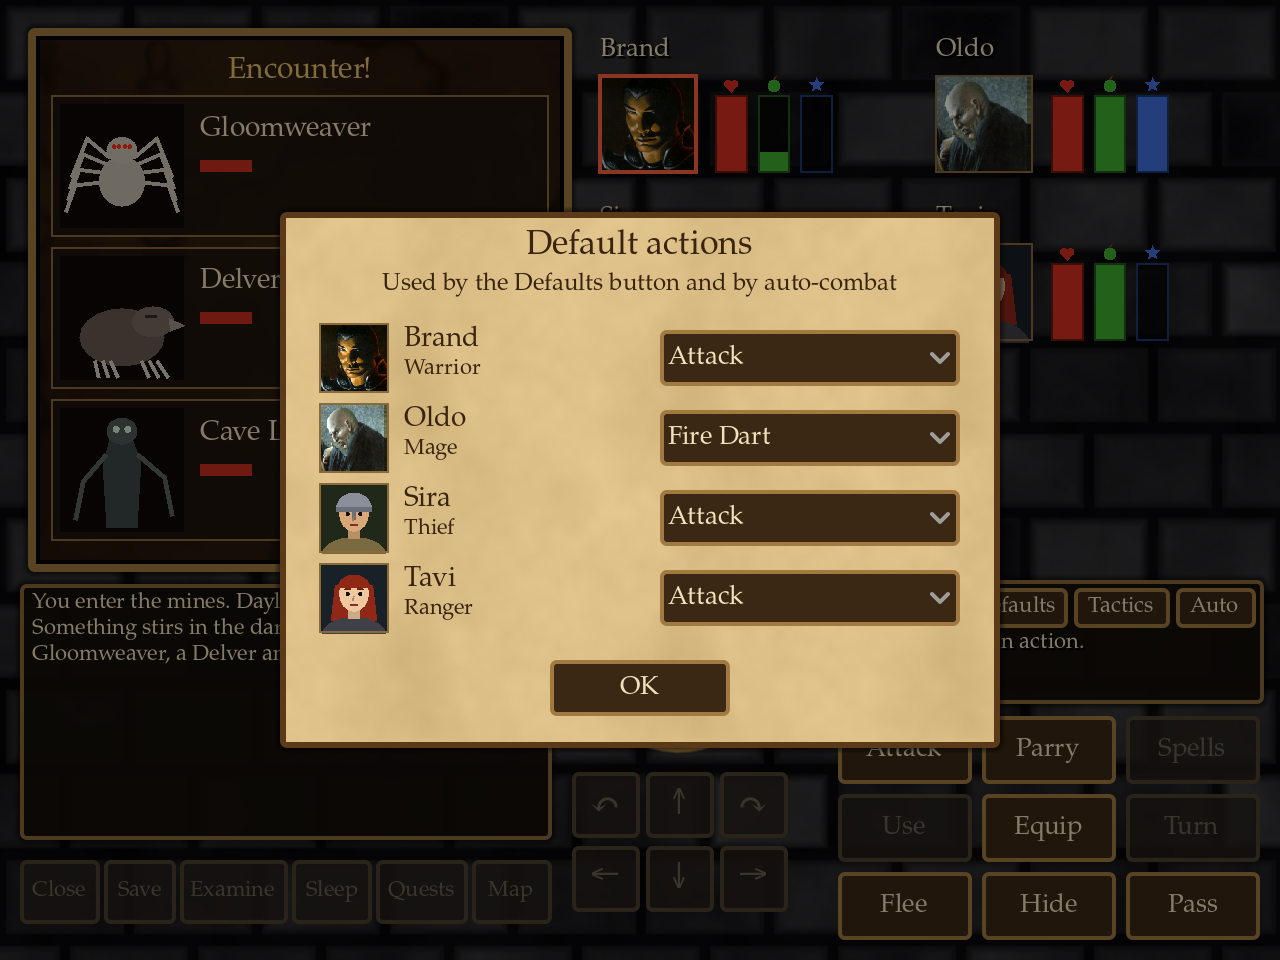 Encounter!
Gloomweaver
Delver
Cave
Brand
Oldo
Default actions
Used by the Defaults button and by auto-combat
Brand
Warrior
Attack
Oldo
Mage
Fire Dart
Sira
Thief
Attack
Tavi
Ranger
Attack
OK
You enter the mines.
Something stirs in the
Gloomweaver, a Delver
Tactics
Auto
action.
Attack
Parry
Spells
Use
Equip
Turn
Flee
Hide
Pass
Close
Save
Examine
Sleep
Quests
Map